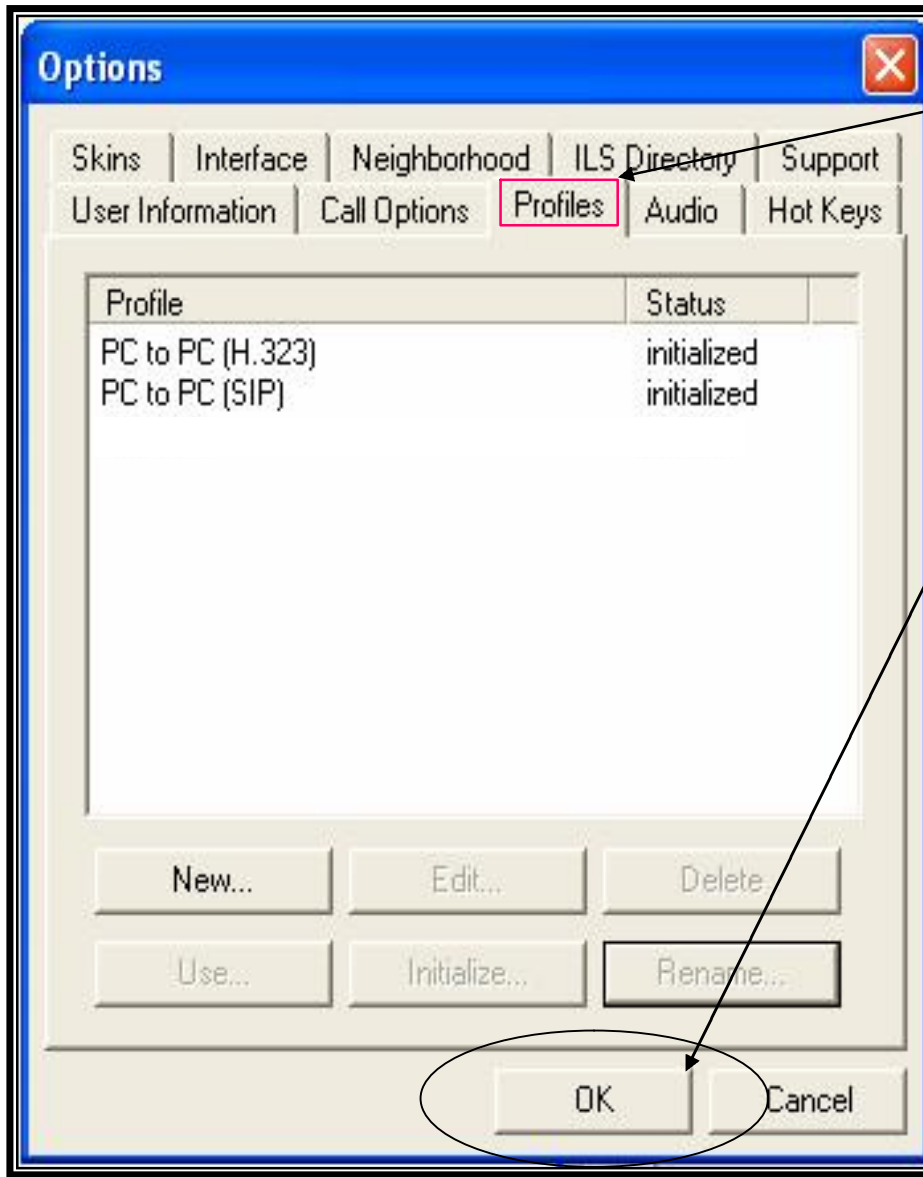 Options
Skins Interface Neighborhood ILS Directory Support
User Information Call Options Profiles Audio Hot Keys
Profile Status
PC to PC (H.323) initialized
PC to PC (SIP) initialized
New... Edit... Delete...
Use... Initialize... Rename...
OK Cancel